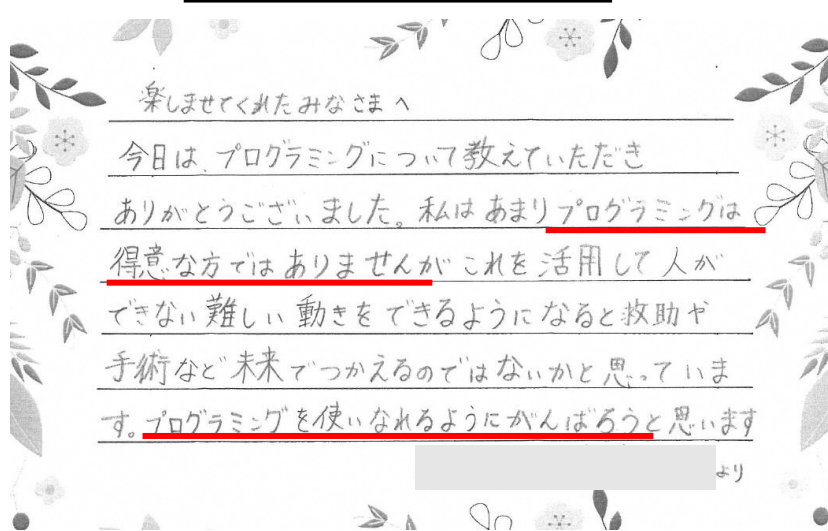 楽しませてくれたみなさまへ
今日は、プログラミングについて教えていただき
ありがとうございました。私はあまりプログラミングは
得意な方ではありませんがこれを活用して人が
できない難しい動きをできるようになると救助や
手術など未来でつかえるのではないかと思っていま
す。プログラミングを使いなれるようにがんばろうと思います
より